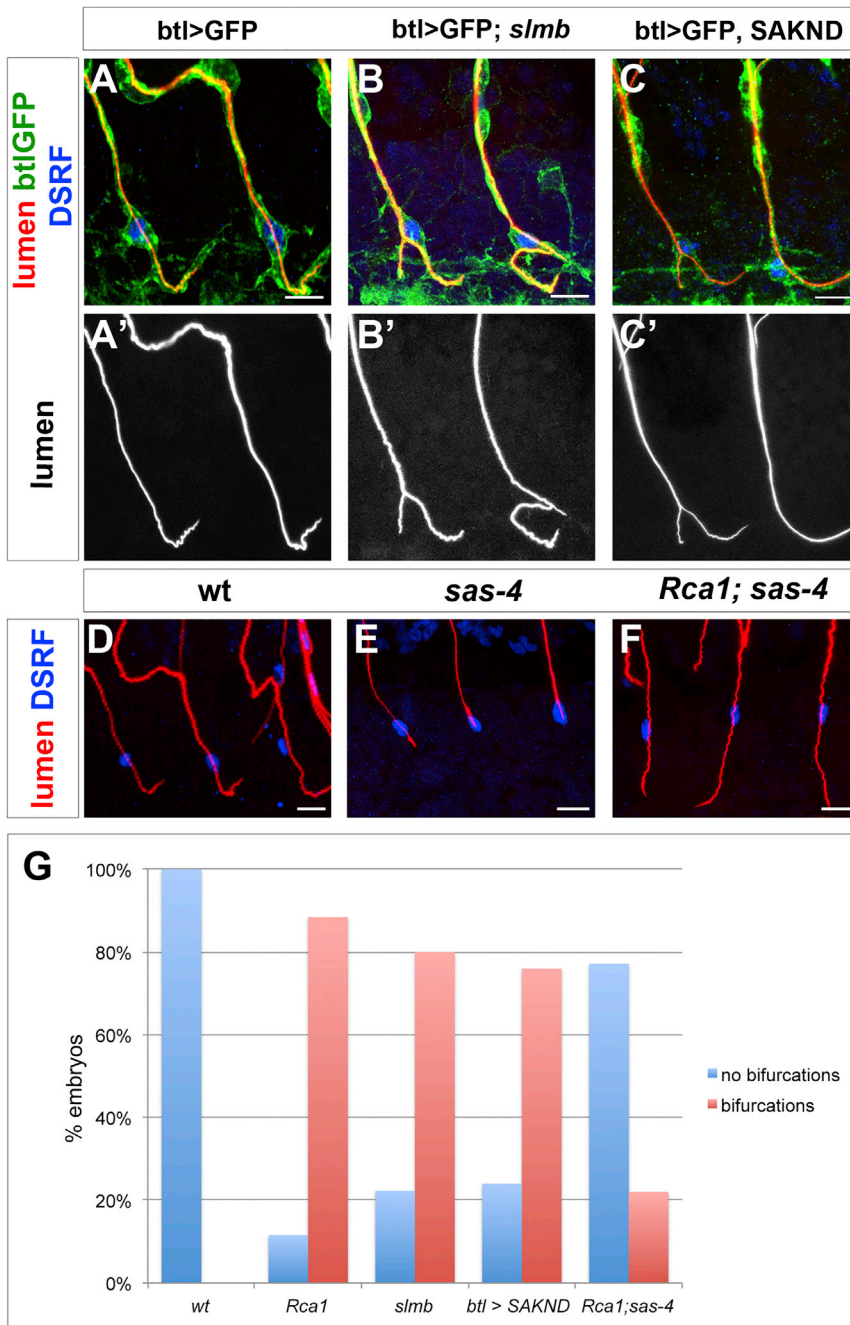 btl>GFP
btl>GFP; slmb
btl>GFP, SAKND
lumen btlGFP
DSRF
A
B
C
lumen
A'
B'
C'
wt
sas-4
Rca1; sas-4
lumen DSRF
D
E
F
G
100%
80%
60%
40%
20%
0%
% embryos
no bifurcations
bifurcations
wt
Rca1
slmb
btl > SAKND
Rca1;sas-4